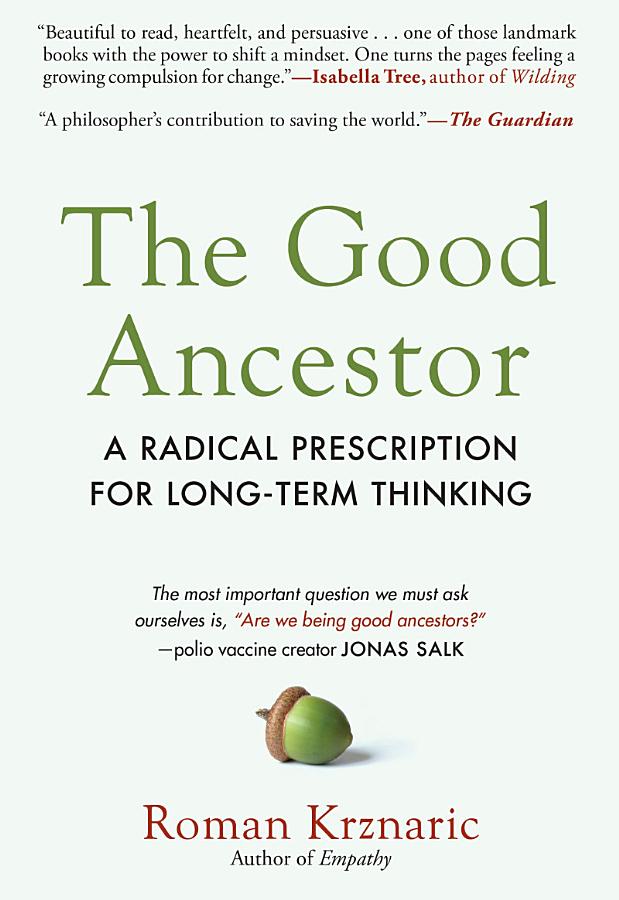 “Beautiful to read, heartfelt, and persuasive . . . one of those landmark
books with the power to shift a mindset. One turns the pages feeling a
growing compulsion for change.”—Isabella Tree, author of Wilding
“A philosopher’s contribution to saving the world.”—The Guardian
The Good
Ancestor
A RADICAL PRESCRIPTION
FOR LONG-TERM THINKING
The most important question we must ask
ourselves is, “Are we being good ancestors?”
—polio vaccine creator JONAS SALK
Roman Krznaric
Author of Empathy